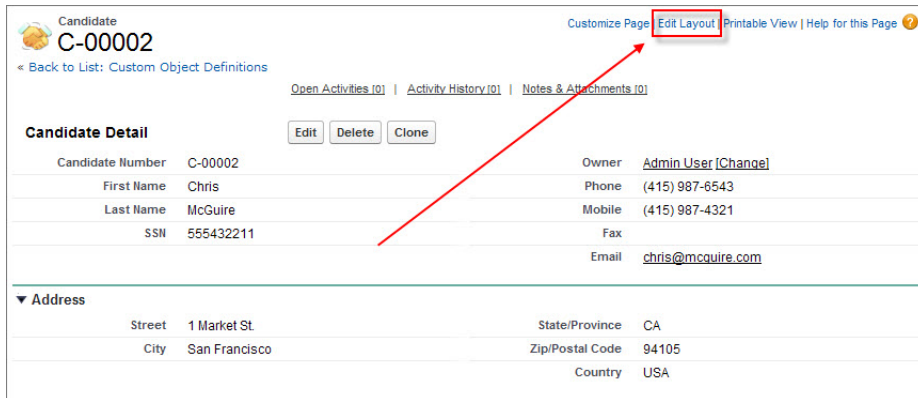 Candidate
C-00002
Customize Page | Edit Layout | Printable View | Help for this Page ?
« Back to List: Custom Object Definitions
Open Activities [0] | Activity History [0] | Notes & Attachments [0]
Candidate Detail Edit Delete Clone
Candidate Number C-00002 Owner Admin User [Change]
First Name Chris Phone (415) 987-6543
Last Name McGuire Mobile (415) 987-4321
SSN 555432211 Fax
Email chris@mcguire.com
Address
Street 1 Market St. State/Province CA
City San Francisco Zip/Postal Code 94105
Country USA